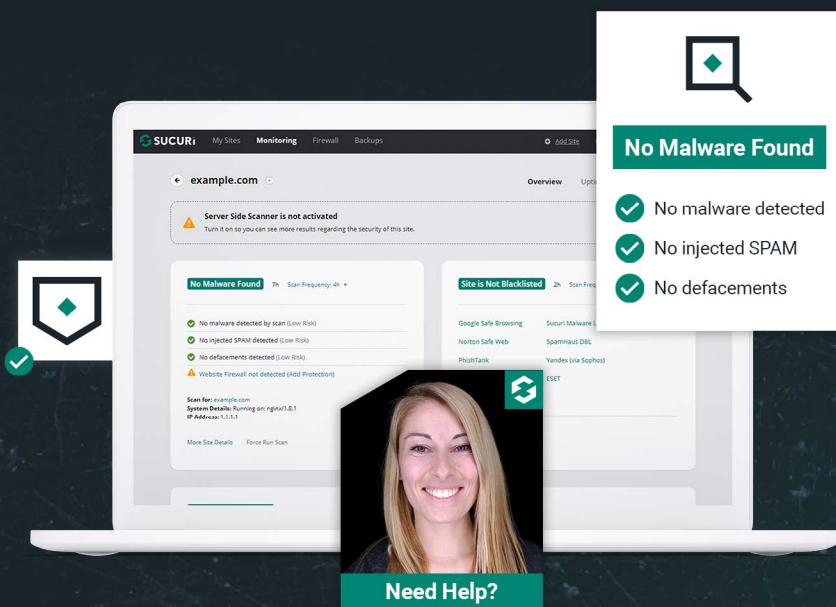 SUCURi
My Sites Monitoring Firewall Backups
Add Site
example.com
Overview
Server Side Scanner is not activated
Turn it on so you can see more results regarding the security of this site.
No Malware Found 7h Scan Frequency: 4h
No malware detected by scan (Low Risk)
No injected SPAM detected (Low Risk)
No defacements detected (Low Risk)
Website Firewall not detected (Add Protection)
Scan for: example.com
System Details: Running on: nginx/1.8.1
IP Address: 1.1.1.1
More Site Details Force Run Scan
Site is Not Blacklisted 2h Scan Freq
Google Safe Browsing Sucuri Malware L
Norton Safe Web SpamHaus DBL
PhishTank Yandex (via Sophos)
ESET
No Malware Found
No malware detected
No injected SPAM
No defacements
Need Help?